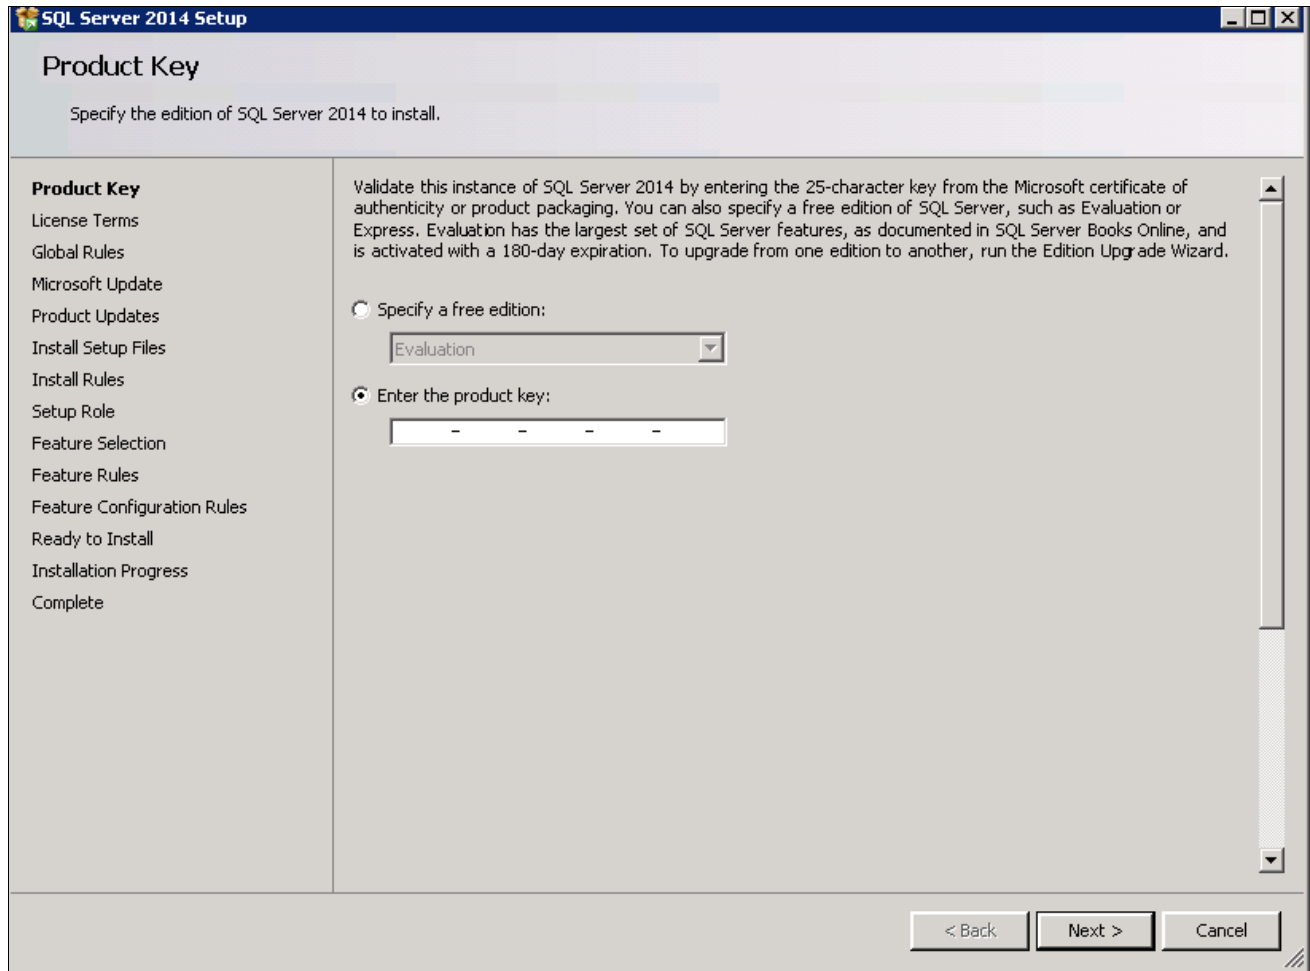 SQL Server 2014 Setup
Product Key
Specify the edition of SQL Server 2014 to install.
Product Key
License Terms
Global Rules
Microsoft Update
Product Updates
Install Setup Files
Install Rules
Setup Role
Feature Selection
Feature Rules
Feature Configuration Rules
Ready to Install
Installation Progress
Complete
Validate this instance of SQL Server 2014 by entering the 25-character key from the Microsoft certificate of
authenticity or product packaging. You can also specify a free edition of SQL Server, such as Evaluation or
Express. Evaluation has the largest set of SQL Server features, as documented in SQL Server Books Online, and
is activated with a 180-day expiration. To upgrade from one edition to another, run the Edition Upgrade Wizard.
Specify a free edition:
Evaluation
Enter the product key:
- - - -
< Back
Next >
Cancel